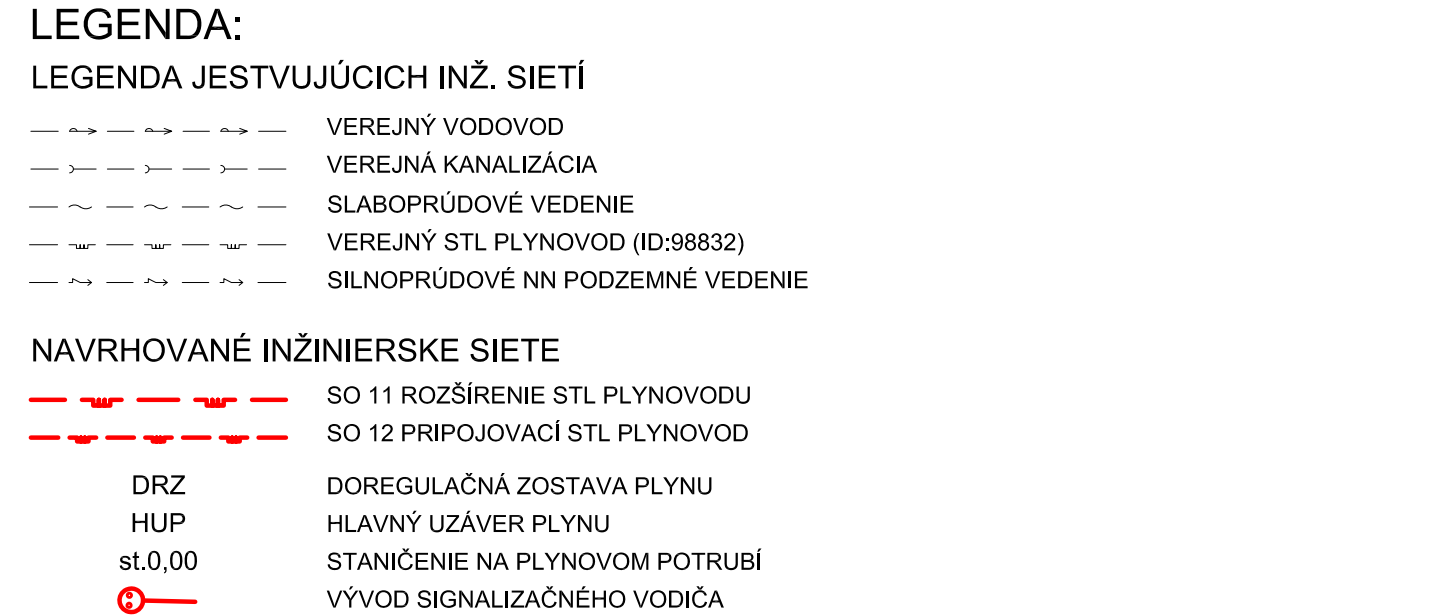 LEGENDA:
LEGENDA JESTVUJÚCICH INŽ. SIETÍ
VEREJNÝ VODOVOD
VEREJNÁ KANALIZÁCIA
SLABOPRÚDOVÉ VEDENIE
VEREJNÝ STL PLYNOVOD (ID:98832)
SILNOPRÚDOVÉ NN PODZEMNÉ VEDENIE
NAVRHOVANÉ INŽINIERSKE SIETE
SO 11 ROZŠÍRENIE STL PLYNOVODU
SO 12 PRIPOJOVACÍ STL PLYNOVOD
DRZ DOREGULAČNÁ ZOSTAVA PLYNU
HUP HLAVNÝ UZÁVER PLYNU
st.0,00 STANIČENIE NA PLYNOVOM POTRUBÍ
VÝVOD SIGNALIZAČNÉHO VODIČA